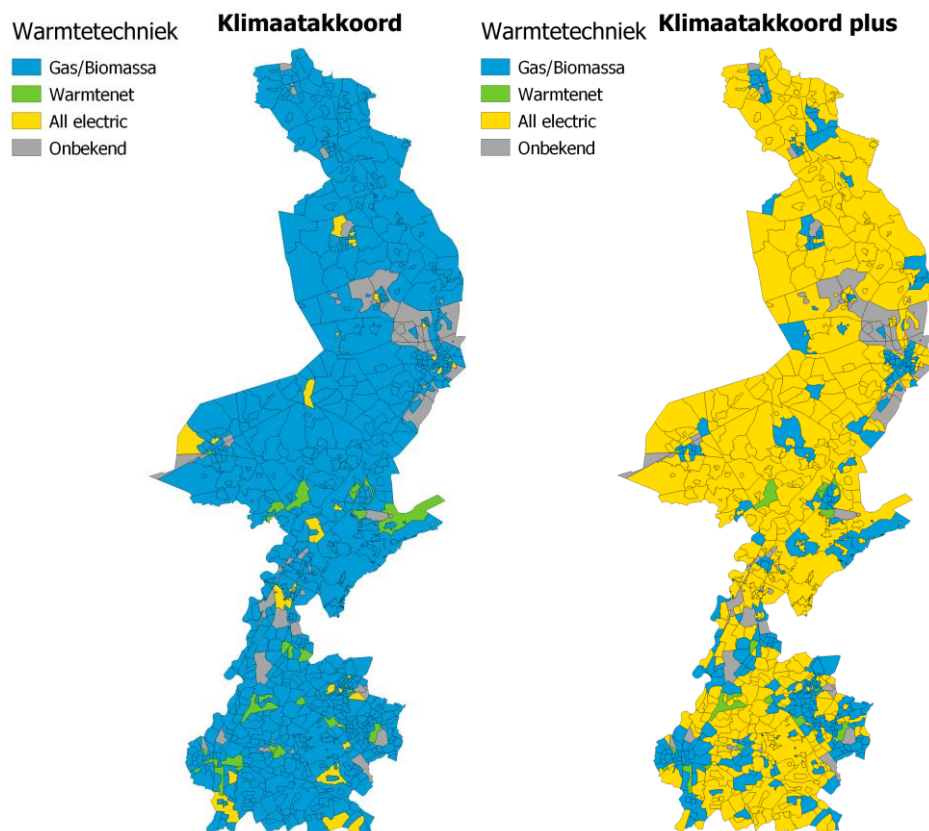 Klimaatakkoord
Warmtetechniek
Gas/Biomassa
Warmtenet
All electric
Onbekend
Klimaatakkoord plus
Warmtetechniek
Gas/Biomassa
Warmtenet
All electric
Onbekend